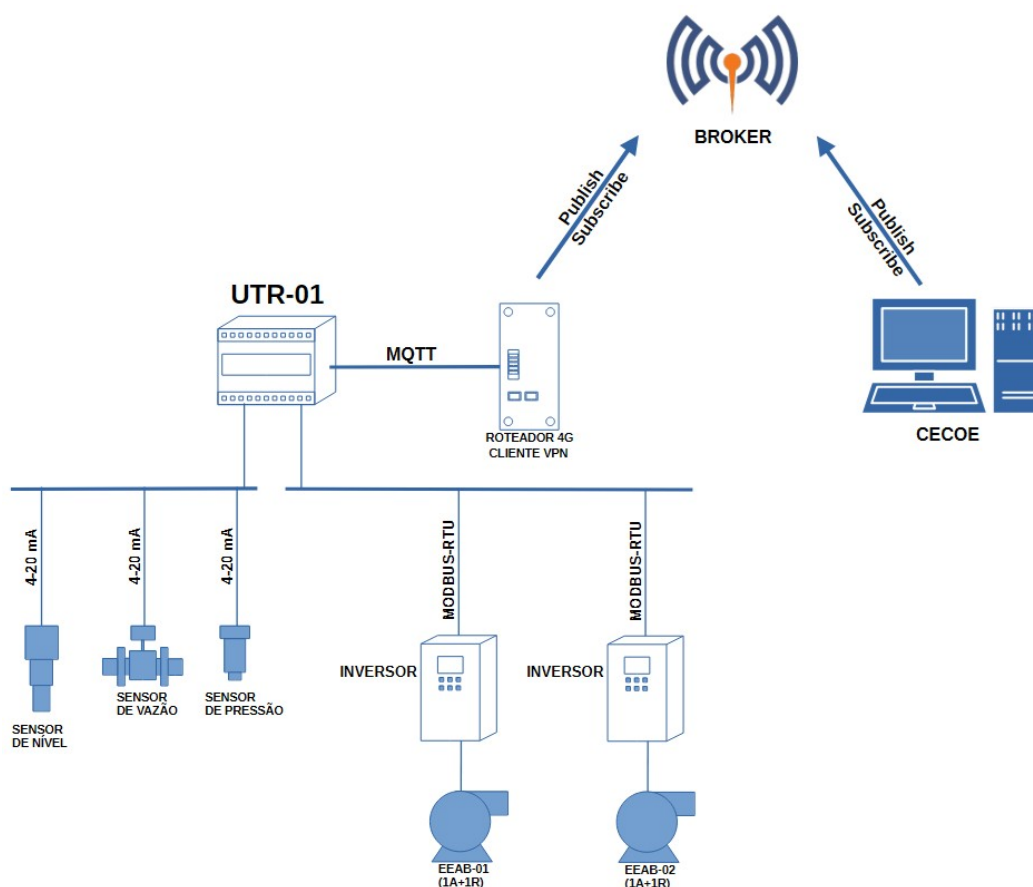 BROKER
Publish
Subscribe
Publish
Subscribe
UTR-01
MQTT
ROTEADOR 4G
CLIENTE VPN
CECOE
4-20 mA
4-20 mA
4-20 mA
MODBUS-RTU
MODBUS-RTU
INVERSOR
INVERSOR
SENSOR
DE NÍVEL
SENSOR
DE VAZÃO
SENSOR
DE PRESSÃO
EEAB-01
(1A+1R)
EEAB-02
(1A+1R)